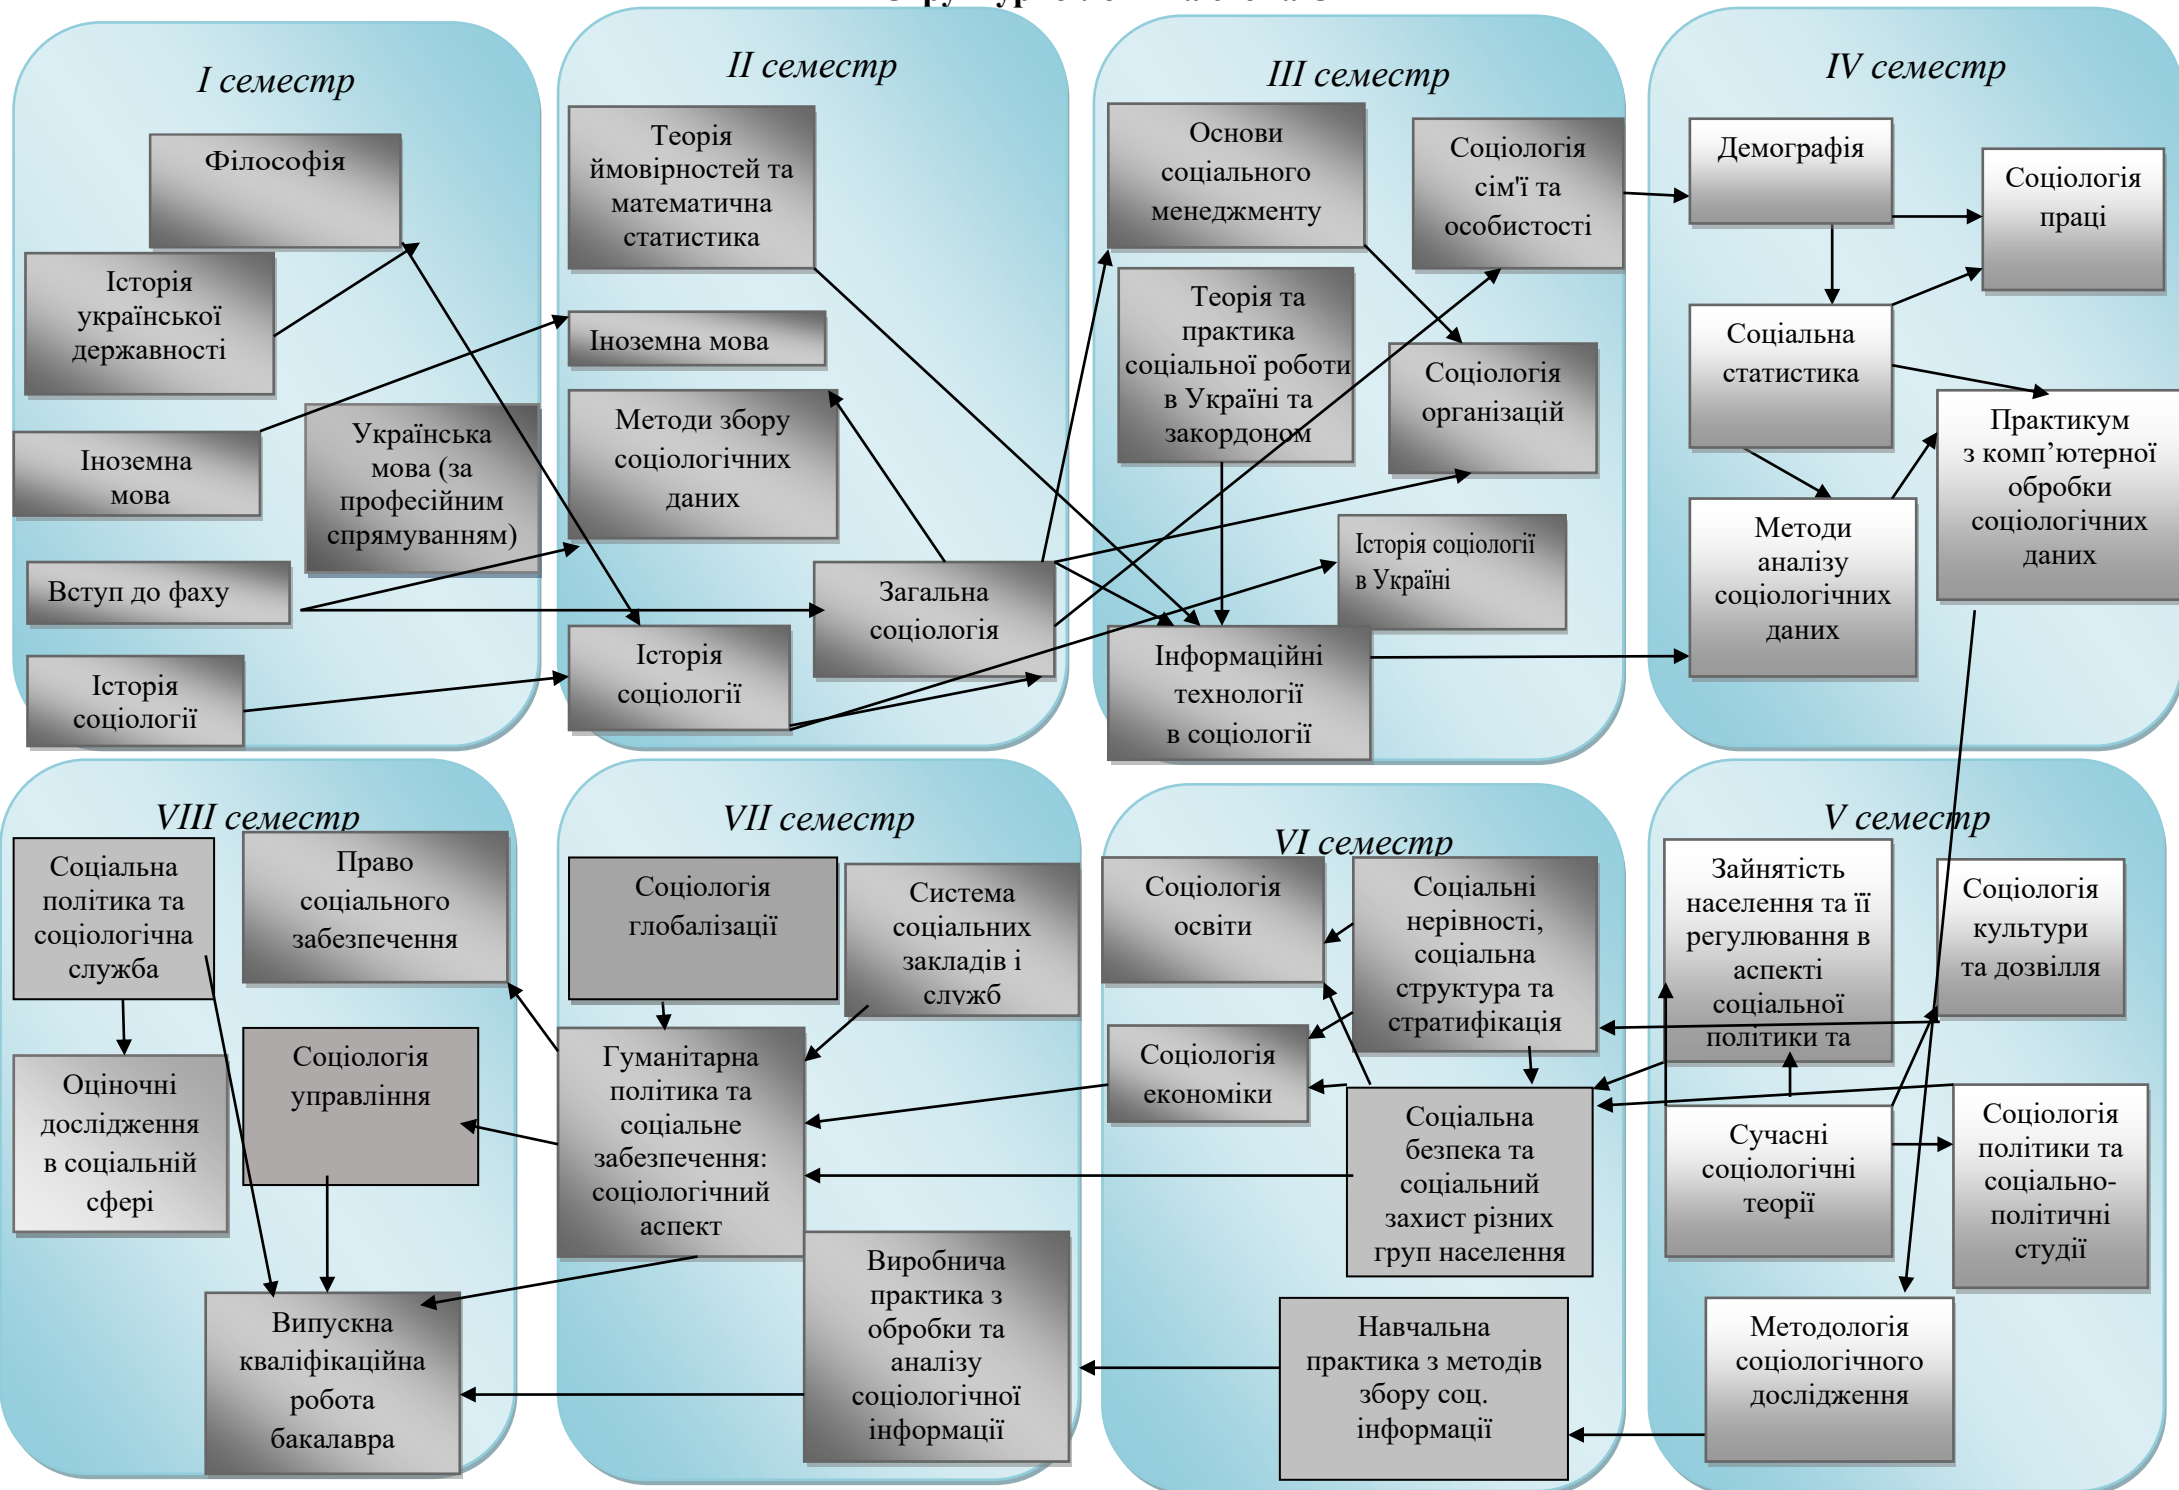 I семестр
Філософія
Історія
української
державності
Іноземна
мова
Українська
мова (за
професійним
спрямуванням)
Вступ до фаху
Історія
соціології
II семестр
Теорія
ймовірностей та
математична
статистика
Іноземна мова
Методи збору
соціологічних
даних
Загальна
соціологія
Історія
соціології
III семестр
Основи
соціального
менеджменту
Соціологія
сім'ї та
особистості
Теорія та
практика
соціальної роботи
в Україні та
закордоном
Соціологія
організацій
Історія соціології
в Україні
Інформаційні
технології
в соціології
IV семестр
Демографія
Соціологія
праці
Соціальна
статистика
Практикум
з комп’ютерної
обробки
соціологічних
даних
Методи
аналізу
соціологічних
даних
VIII семестр
Соціальна
політика та
соціологічна
служба
Право
соціального
забезпечення
Оціночні
дослідження
в соціальній
сфері
Соціологія
управління
Випускна
кваліфікаційна
робота
бакалавра
VII семестр
Соціологія
глобалізації
Система
соціальних
закладів і
служб
Гуманітарна
політика та
соціальне
забезпечення:
соціологічний
аспект
Виробнича
практика з
обробки та
аналізу
соціологічної
інформації
VI семестр
Соціологія
освіти
Соціальні
нерівності,
соціальна
структура та
стратифікація
Соціологія
економіки
Соціальна
безпека та
соціальний
захист різних
груп населення
Навчальна
практика з методів
збору соц.
інформації
V семестр
Зайнятість
населення та її
регулювання в
аспекті
соціальної
політики та
Соціологія
культури
та дозвілля
Сучасні
соціологічні
теорії
Соціологія
політики та
соціально-
політичні
студії
Методологія
соціологічного
дослідження